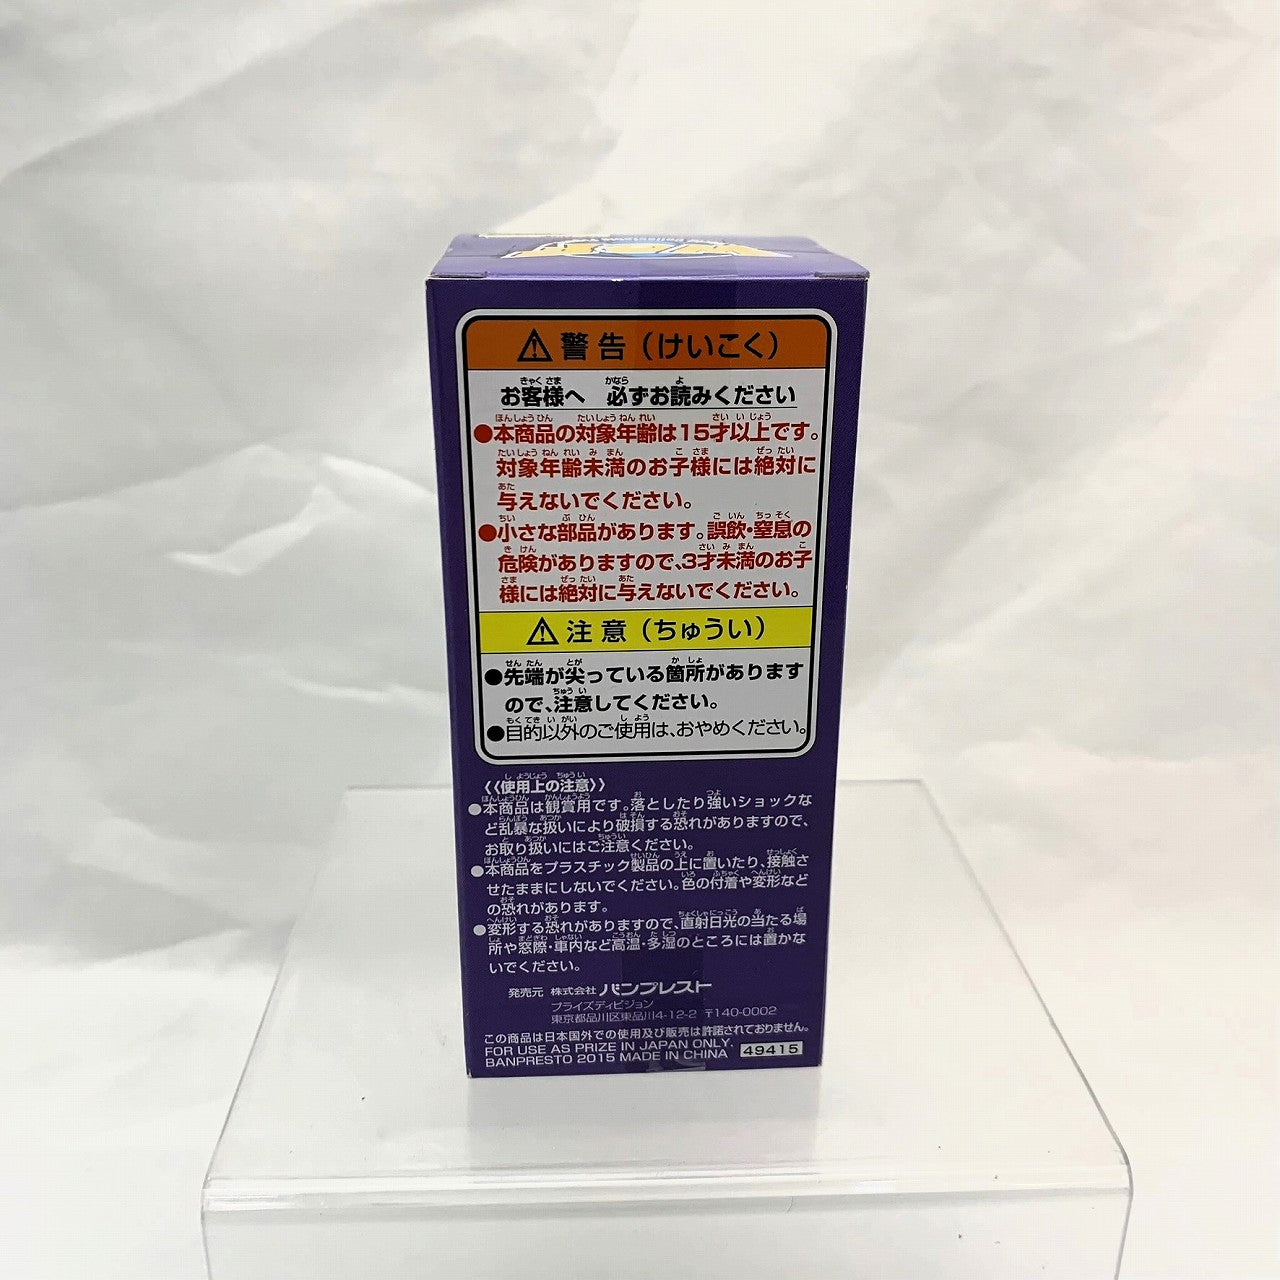 警告（けいこく）
お客様へ 必ずお読みください
●本商品の対象年齢は15才以上です。
対象年齢未満のお子様には絶対に
与えないでください。
●小さな部品があります。誤飲・窒息の
危険がありますので、3才未満のお子
様には絶対に与えないでください。
注意（ちゅうい）
●先端が尖っている箇所があります
ので、注意してください。
●目的以外のご使用は、おやめください。
《使用上の注意》
●本商品は観賞用です。落としたり強いショックな
ど乱暴な扱いにより破損する恐れがありますので、
お取り扱いにはご注意ください。
●本商品をプラスチック製品の上に置いたり、接触さ
せたままにしないでください。色の付着や変形など
の恐れがあります。
●変形する恐れがありますので、直射日光の当たる場
所や窓際・車内など高温・多湿のところには置かな
いでください。
発売元 株式会社 バンプレスト
プライズディビジョン
東京都品川区東品川4-12-2 〒140-0002
この商品は日本国外での使用及び販売は許諾されておりません。
FOR USE AS PRIZE IN JAPAN ONLY.
BANPRESTO 2015 MADE IN CHINA 49415